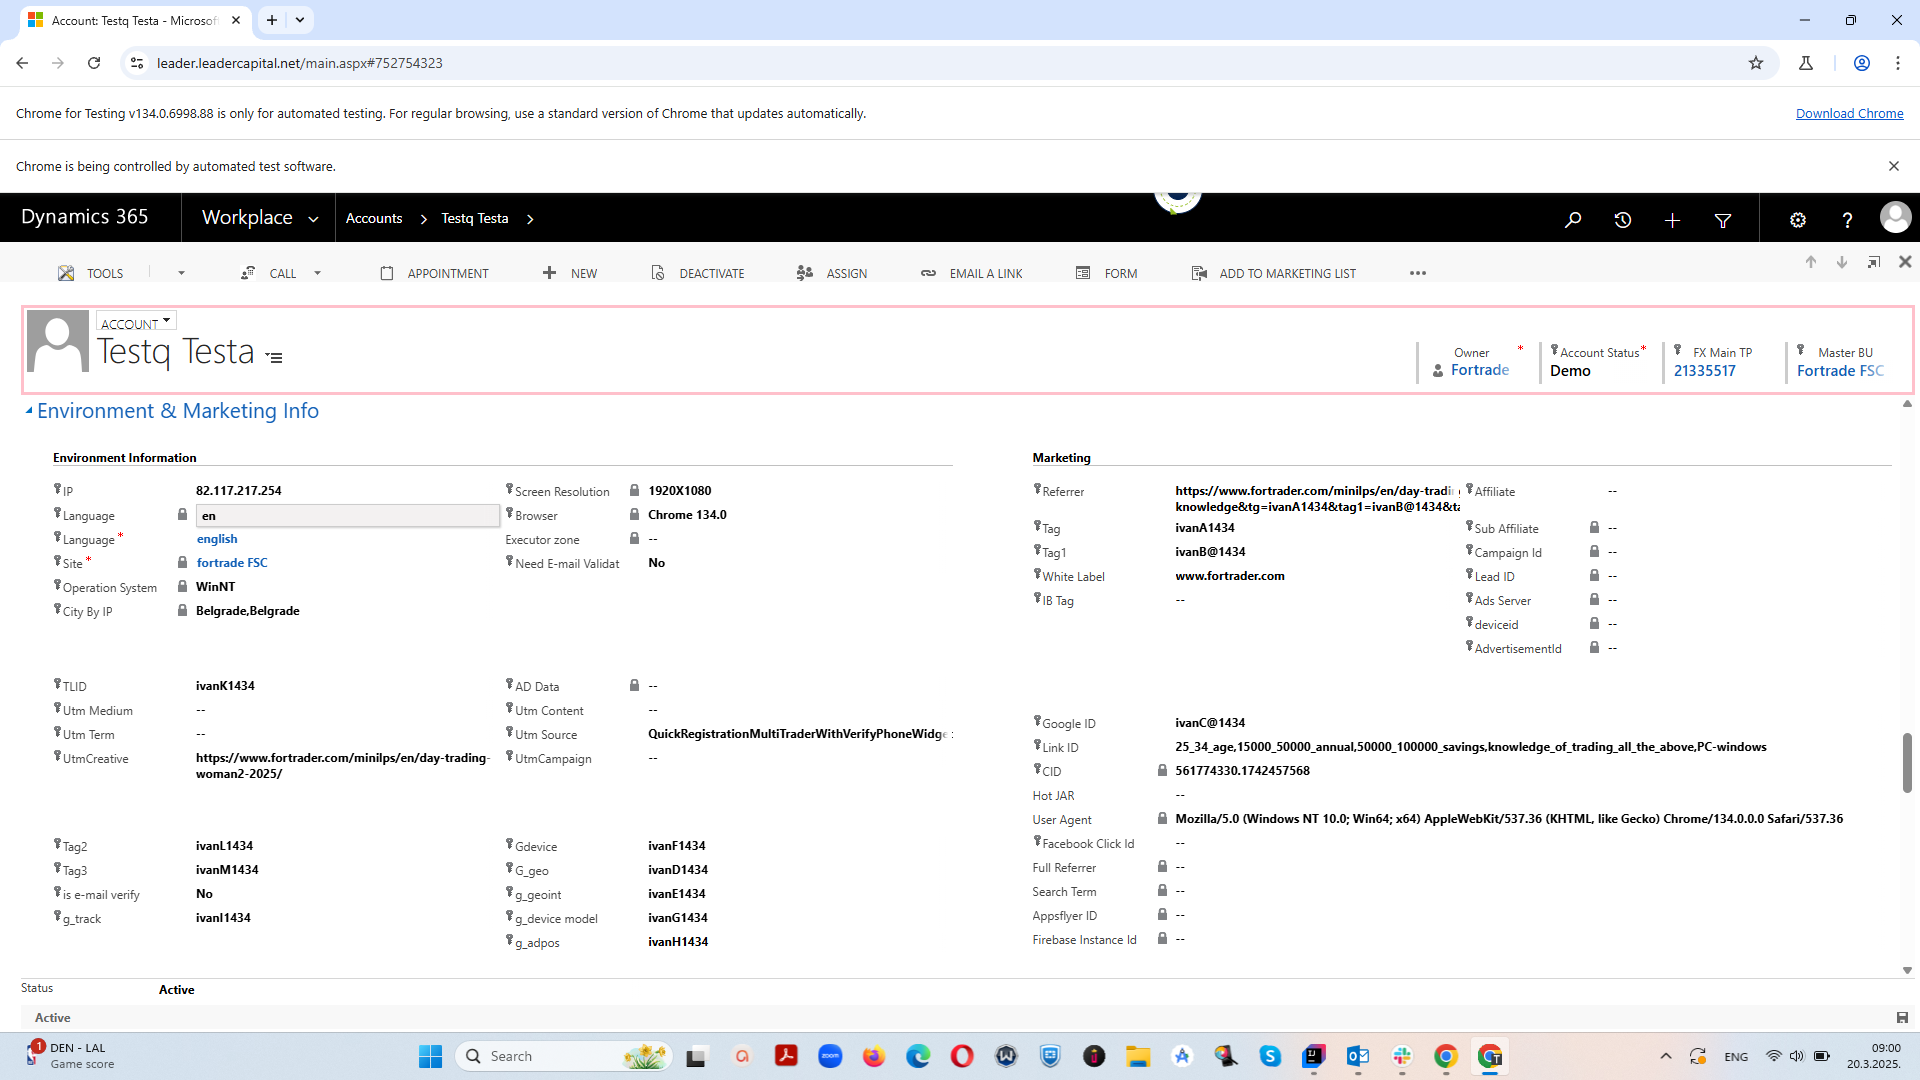 Account: Testq Testa - Microsof
leader.leadercapital.net/main.aspx#752754323
Chrome for Testing v134.0.6998.88 is only for automated testing. For regular browsing, use a standard version of Chrome that updates automatically.
Download Chrome
Chrome is being controlled by automated test software.
Dynamics 365
Workplace
Accounts
Testq Testa
TOOLS
CALL
APPOINTMENT
NEW
DEACTIVATE
ASSIGN
EMAIL A LINK
FORM
ADD TO MARKETING LIST
ACCOUNT
Testq Testa
Owner *
Fortrade
Account Status*
Demo
FX Main TP
21335517
Master BU
Fortrade FSC
Environment & Marketing Info
Environment Information
IP
82.117.217.254
Language
en
Language *
english
Site *
fortrade FSC
Operation System
WinNT
City By IP
Belgrade,Belgrade
Screen Resolution
1920X1080
Browser
Chrome 134.0
Executor zone
--
Need E-mail Validat
No
Marketing
Referrer
https://www.fortrader.com/minilps/en/day-tradi
knowledge&tg=ivanA1434&tag1=ivanB@1434&ta
Tag
ivanA1434
Tag1
ivanB@1434
White Label
www.fortrader.com
IB Tag
--
Affiliate
--
Sub Affiliate
--
Campaign Id
--
Lead ID
--
Ads Server
--
deviceid
--
AdvertisementId
--
TLID
ivanK1434
Utm Medium
--
Utm Term
--
UtmCreative
https://www.fortrader.com/minilps/en/day-trading-
woman2-2025/
AD Data
--
Utm Content
--
Utm Source
QuickRegistrationMultiTraderWithVerifyPhoneWidge
UtmCampaign
--
Google ID
ivanC@1434
Link ID
25_34_age,15000_50000_annual,50000_100000_savings,knowledge_of_trading_all_the_above,PC-windows
CID
561774330.1742457568
Hot JAR
--
User Agent
Mozilla/5.0 (Windows NT 10.0; Win64; x64) AppleWebKit/537.36 (KHTML, like Gecko) Chrome/134.0.0.0 Safari/537.36
Facebook Click Id
--
Full Referrer
--
Search Term
--
Appsflyer ID
--
Firebase Instance Id
--
Tag2
ivanL1434
Tag3
ivanM1434
is e-mail verify
No
g_track
ivanI1434
Gdevice
ivanF1434
G_geo
ivanD1434
g_geoint
ivanE1434
g_device model
ivanG1434
g_adpos
ivanH1434
Status
Active
Active
1
DEN - LAL
Game score
Search
zoom
ENG
09:00
20.3.2025.